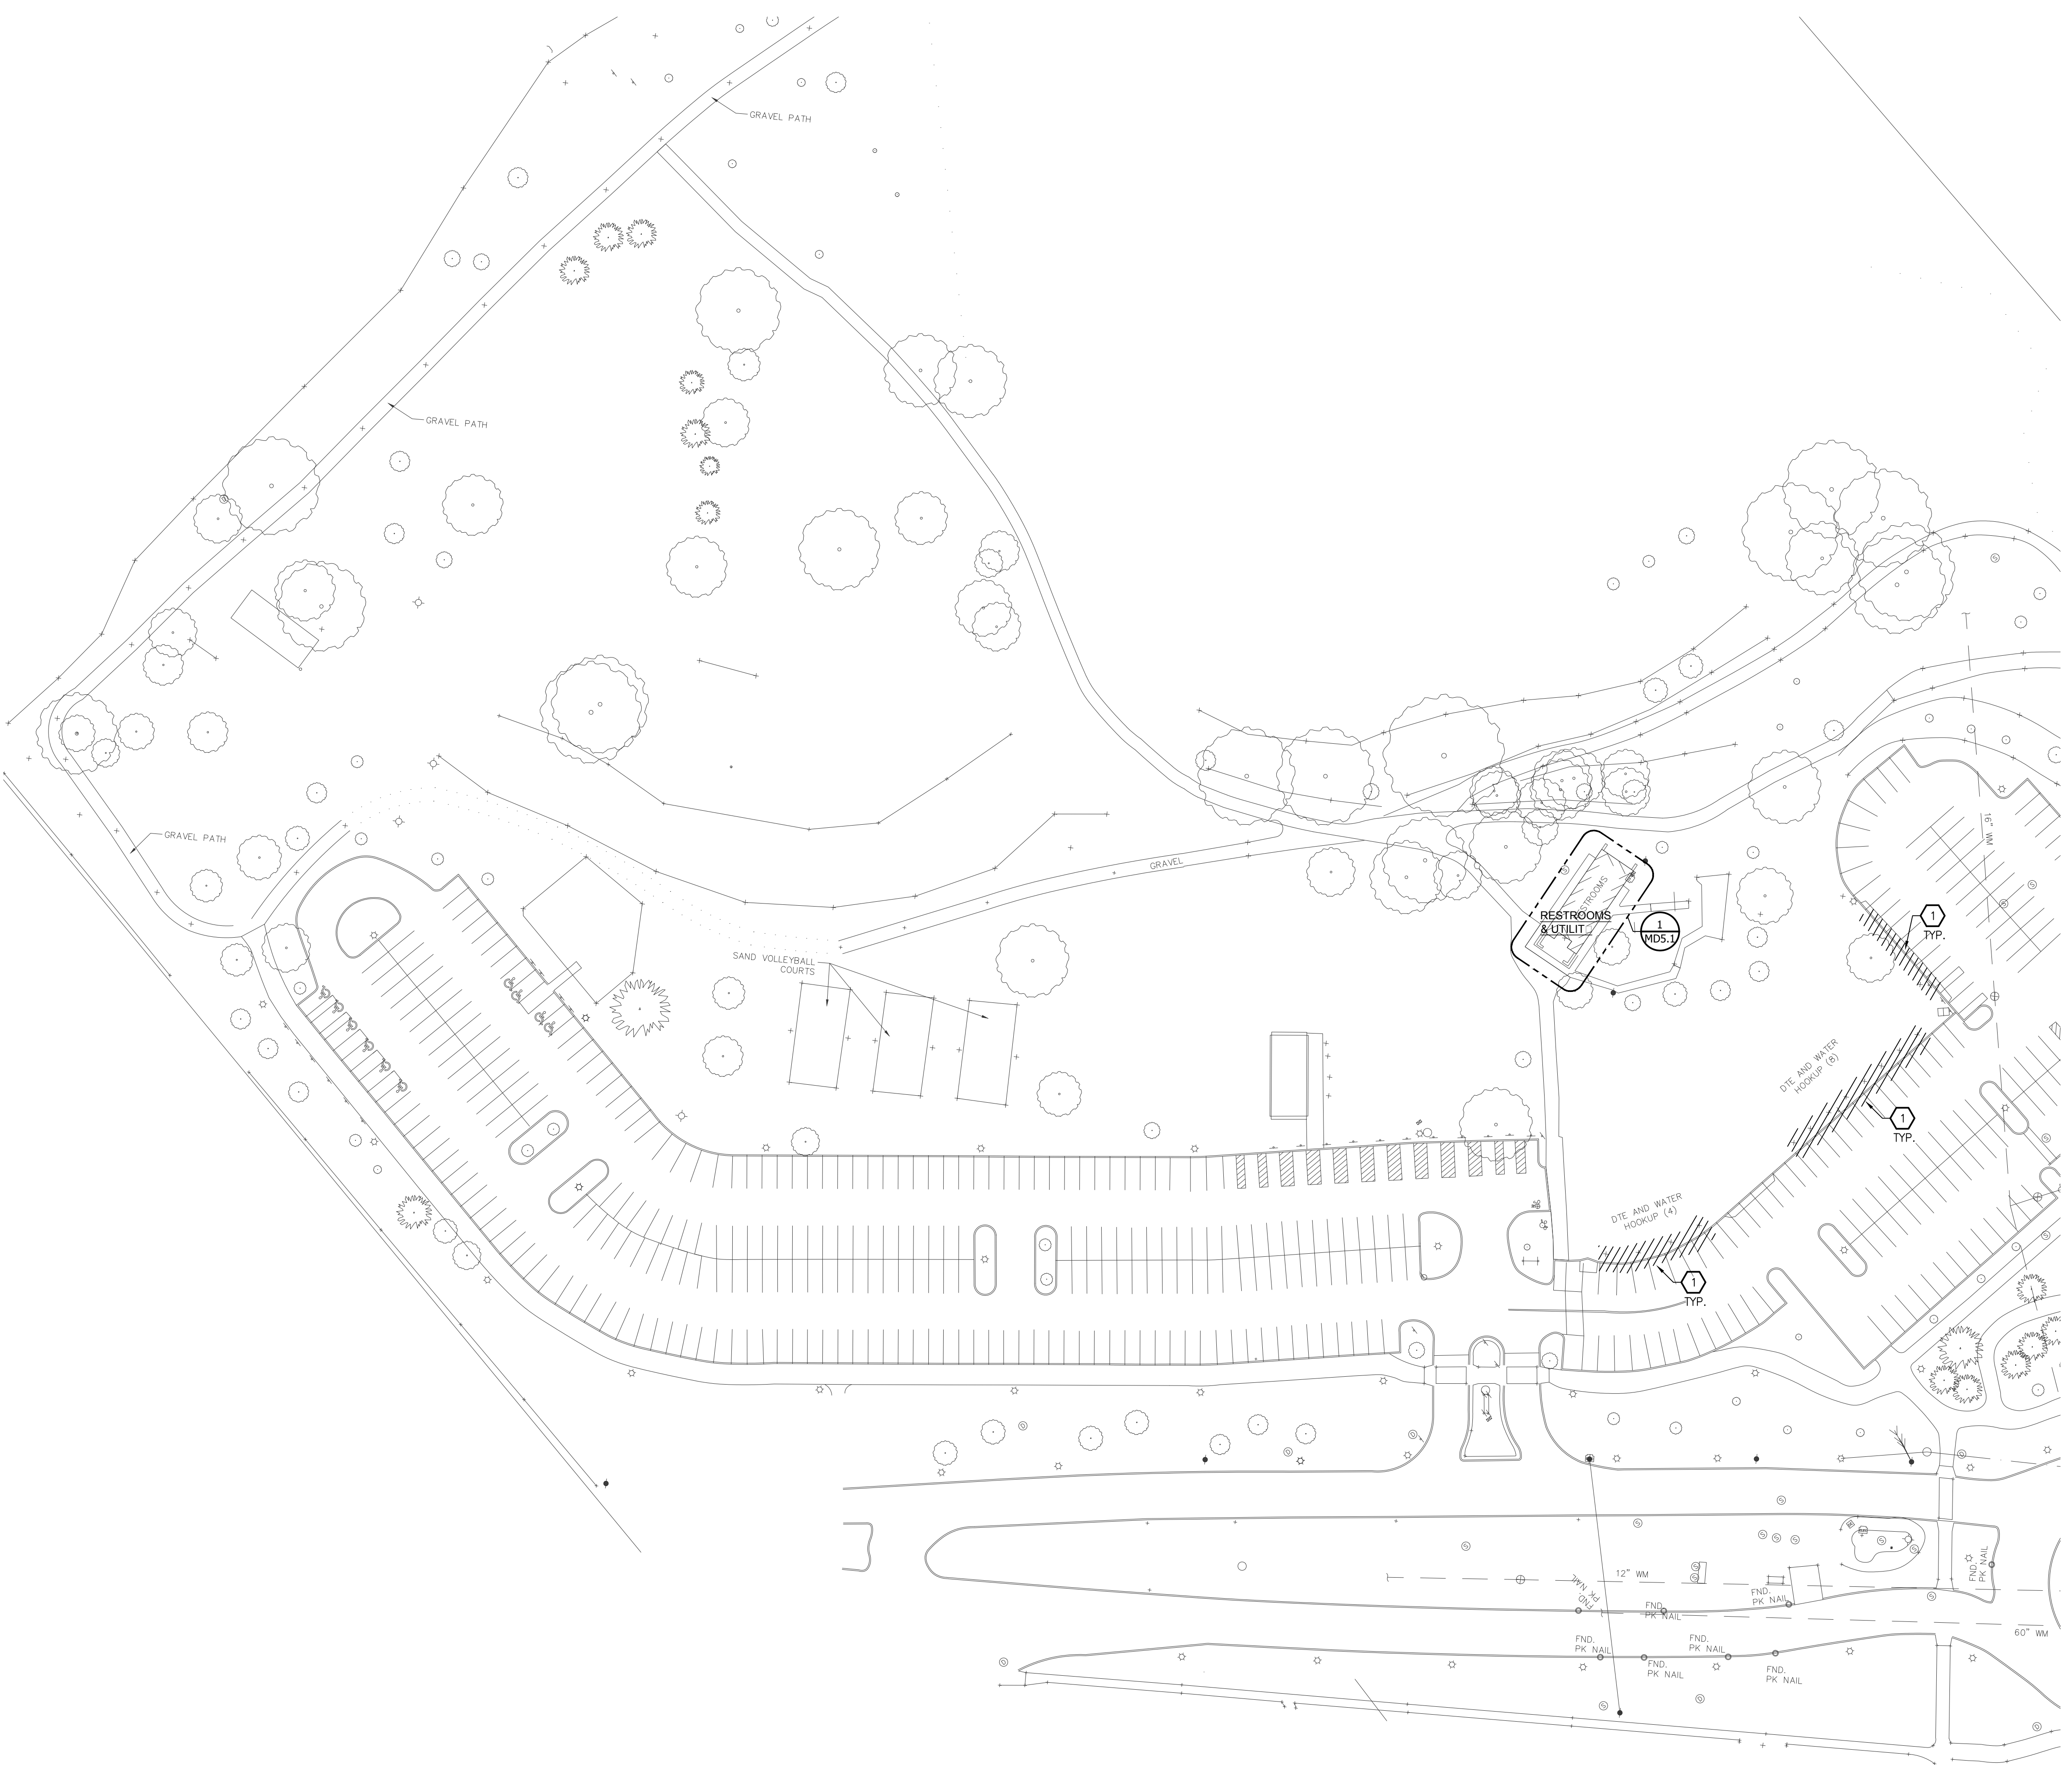 GRAVEL PATH
GRAVEL PATH
16" WM
GRAVEL PATH
GRAVEL
RESTROOMS
& UTILIT
1
MD5.1
1
TYP.
SAND VOLLEYBALL
COURTS
DTE AND WATER
HOOKUP (8)
1
TYP.
DTE AND WATER
HOOKUP (4)
1
TYP.
12" WM
FND.
PK NAIL
FND.
PK NAIL
FND.
PK NAIL
FND.
PK NAIL
60" WM
FND.
PK NAIL
FND.
PK NAIL
FND.
PK NAIL
FND.
PK NAIL